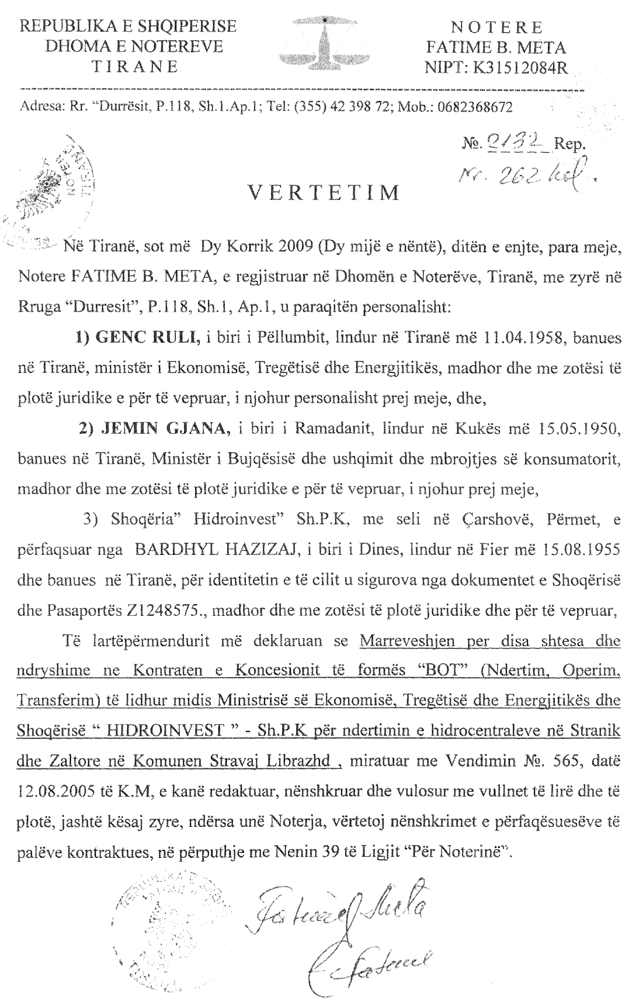 REPUBLIKA E SHQIPERISE
DHOMA E NOTEREVE
TIRANE
NOTERE
FATIME B. META
NIPT: K31512084R
Adresa: Rr. “Durrësit, P.118, Sh.1.Ap.1; Tel: (355) 42 398 72; Mob.: 0682368672
№. 2132 Rep.
Nr. 262 kol.
VERTETIM
Në Tiranë, sot më Dy Korrik 2009 (Dy mijë e nëntë), ditën e enjte, para meje,
Notere FATIME B. META, e regjistruar në Dhomën e Noterëve, Tiranë, me zyrë në
Rruga “Durresit”, P.118, Sh.1, Ap.1, u paraqitën personalisht:
1) GENC RULI, i biri i Pëllumbit, lindur në Tiranë më 11.04.1958, banues
në Tiranë, ministër i Ekonomisë, Tregëtisë dhe Energjitikës, madhor dhe me zotësi të
plotë juridike e për të vepruar, i njohur personalisht prej meje, dhe,
2) JEMIN GJANA, i biri i Ramadanit, lindur në Kukës më 15.05.1950,
banues në Tiranë, Ministër i Bujqësisë dhe ushqimit dhe mbrojtjes së konsumatorit,
madhor dhe me zotësi të plotë juridike e për të vepruar, i njohur prej meje,
3) Shoqëria” Hidroinvest” Sh.P.K, me seli në Çarshovë, Përmet, e
përfaqsuar nga BARDHYL HAZIZAJ, i biri i Dines, lindur në Fier më 15.08.1955
dhe banues në Tiranë, për identitetin e të cilit u sigurova nga dokumentet e Shoqërisë
dhe Pasaportës Z1248575., madhor dhe me zotësi të plotë juridike dhe për të vepruar,
Të lartëpërmendurit më deklaruan se Marreveshjen per disa shtesa dhe
ndryshime ne Kontraten e Koncesionit të formës “BOT” (Ndertim, Operim,
Transferim) të lidhur midis Ministrisë së Ekonomisë, Tregëtisë dhe Energjitikës dhe
Shoqërisë “ HIDROINVEST ” - Sh.P.K për ndertimin e hidrocentraleve në Stranik
dhe Zaltore në Komunen Stravaj Librazhd , miratuar me Vendimin №. 565, datë
12.08.2005 të K.M, e kanë redaktuar, nënshkruar dhe vulosur me vullnet të lirë dhe të
plotë, jashtë kësaj zyre, ndërsa unë Noterja, vërtetoj nënshkrimet e përfaqësuesëve të
palëve kontraktues, në përputhje me Nenin 39 të Ligjit “Për Noterinë”.
Fatime Meta